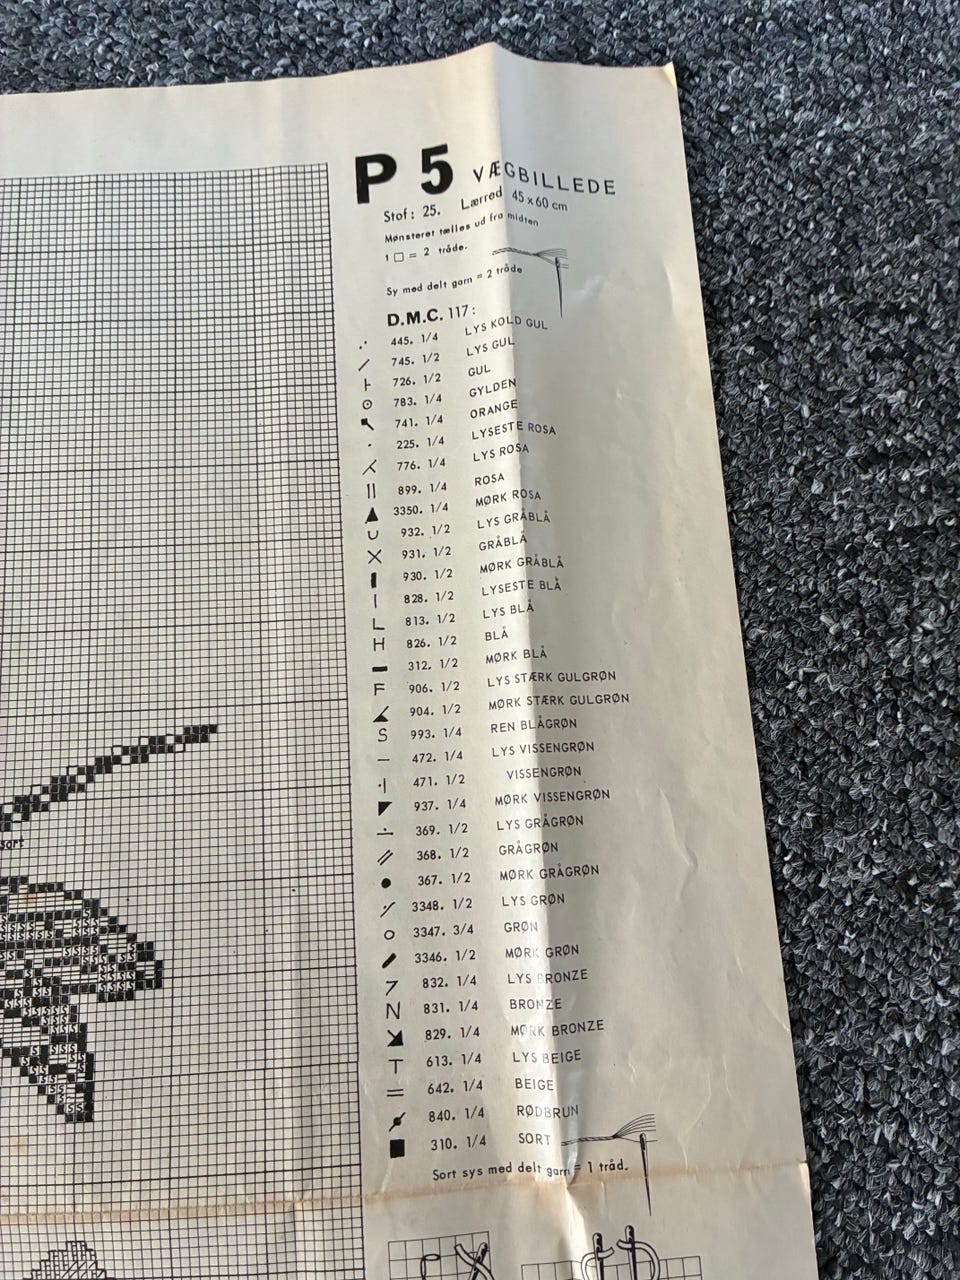 P 5 VÆGBILLEDE
Stof: 25. Lærred 45 x 60 cm
Mønsteret tælles ud fra midten
1 □ = 2 tråde.
Sy med delt garn = 2 tråde
D.M.C. 117:
445. 1/4 LYS KOLD GUL
745. 1/2 LYS GUL
726. 1/2 GUL
783. 1/4 GYLDEN
741. 1/4 ORANGE
225. 1/4 LYSESTE ROSA
776. 1/4 LYS ROSA
899. 1/4 ROSA
3350. 1/4 MØRK ROSA
932. 1/2 LYS GRÅBLÅ
931. 1/2 GRÅBLÅ
930. 1/2 MØRK GRÅBLÅ
828. 1/2 LYSESTE BLÅ
L 813. 1/2 LYS BLÅ
H 826. 1/2 BLÅ
312. 1/2 MØRK BLÅ
F 906. 1/2 LYS STÆRK GULGRØN
904. 1/2 MØRK STÆRK GULGRØN
S 993. 1/4 REN BLÅGRØN
472. 1/4 LYS VISSENGRØN
471. 1/2 VISSENGRØN
937. 1/4 MØRK VISSENGRØN
369. 1/2 LYS GRÅGRØN
368. 1/2 GRÅGRØN
367. 1/2 MØRK GRÅGRØN
3348. 1/2 LYS GRØN
3347. 3/4 GRØN
3346. 1/2 MØRK GRØN
7 832. 1/4 LYS BRONZE
N 831. 1/4 BRONZE
829. 1/4 MØRK BRONZE
T 613. 1/4 LYS BEIGE
642. 1/4 BEIGE
840. 1/4 RØDBRUN
310. 1/4 SORT
Sort sys med delt garn = 1 tråd.
sort